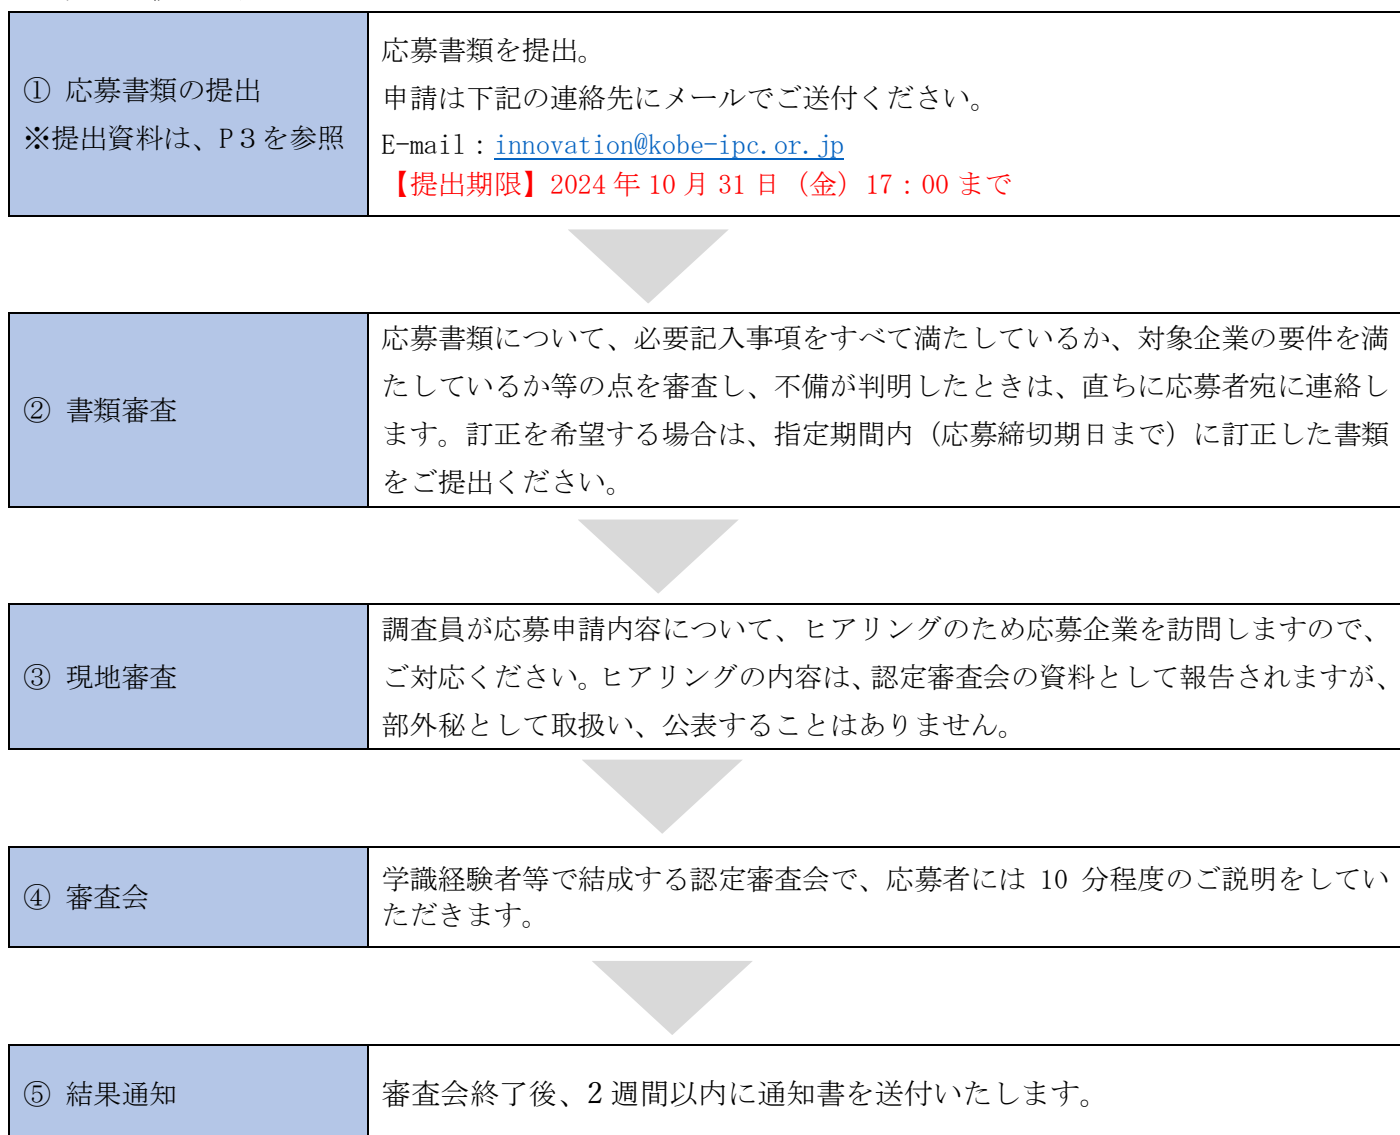 ① 応募書類の提出
※提出資料は、P３を参照
応募書類を提出。
申請は下記の連絡先にメールでご送付ください。
E-mail：innovation@kobe-ipc.or.jp
【提出期限】2024年10月31日（金）17：00まで
② 書類審査
応募書類について、必要記入事項をすべて満たしているか、対象企業の要件を満
たしているか等の点を審査し、不備が判明したときは、直ちに応募者宛に連絡し
ます。訂正を希望する場合は、指定期間内（応募締切期日まで）に訂正した書類
をご提出ください。
③ 現地審査
調査員が応募申請内容について、ヒアリングのため応募企業を訪問しますので、
ご対応ください。ヒアリングの内容は、認定審査会の資料として報告されますが、
部外秘として取扱い、公表することはありません。
④ 審査会
学識経験者等で結成する認定審査会で、応募者には 10 分程度のご説明をしてい
ただきます。
⑤ 結果通知
審査会終了後、２週間以内に通知書を送付いたします。